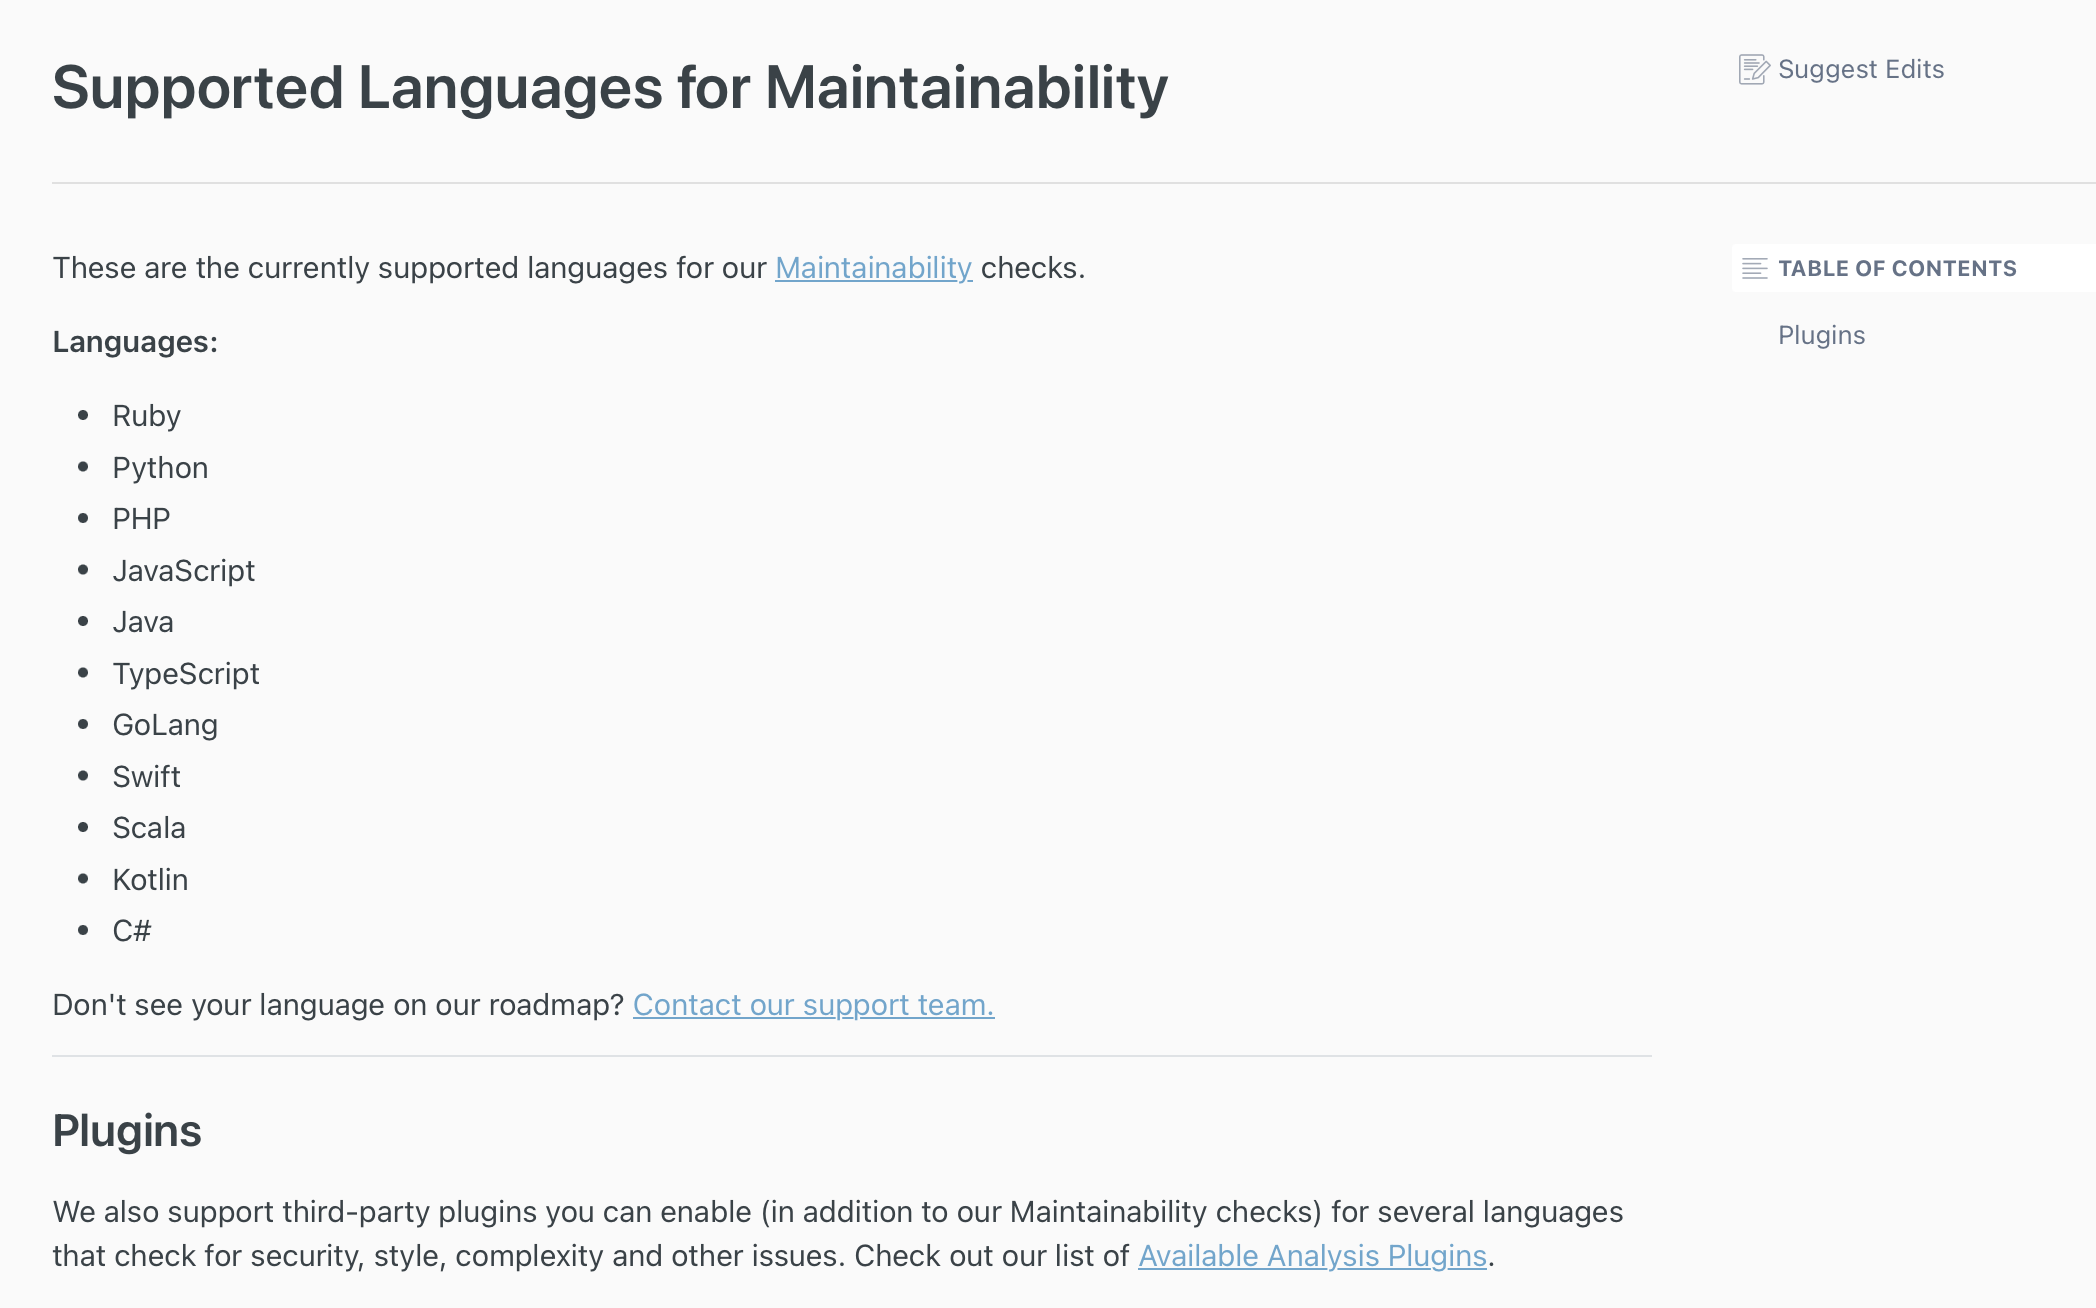 Supported Languages for Maintainability
Suggest Edits
These are the currently supported languages for our Maintainability checks.
TABLE OF CONTENTS
Plugins
Languages:
Ruby
Python
PHP
JavaScript
Java
TypeScript
GoLang
Swift
Scala
Kotlin
C#
Don't see your language on our roadmap? Contact our support team.
Plugins
We also support third-party plugins you can enable (in addition to our Maintainability checks) for several languages
that check for security, style, complexity and other issues. Check out our list of Available Analysis Plugins.